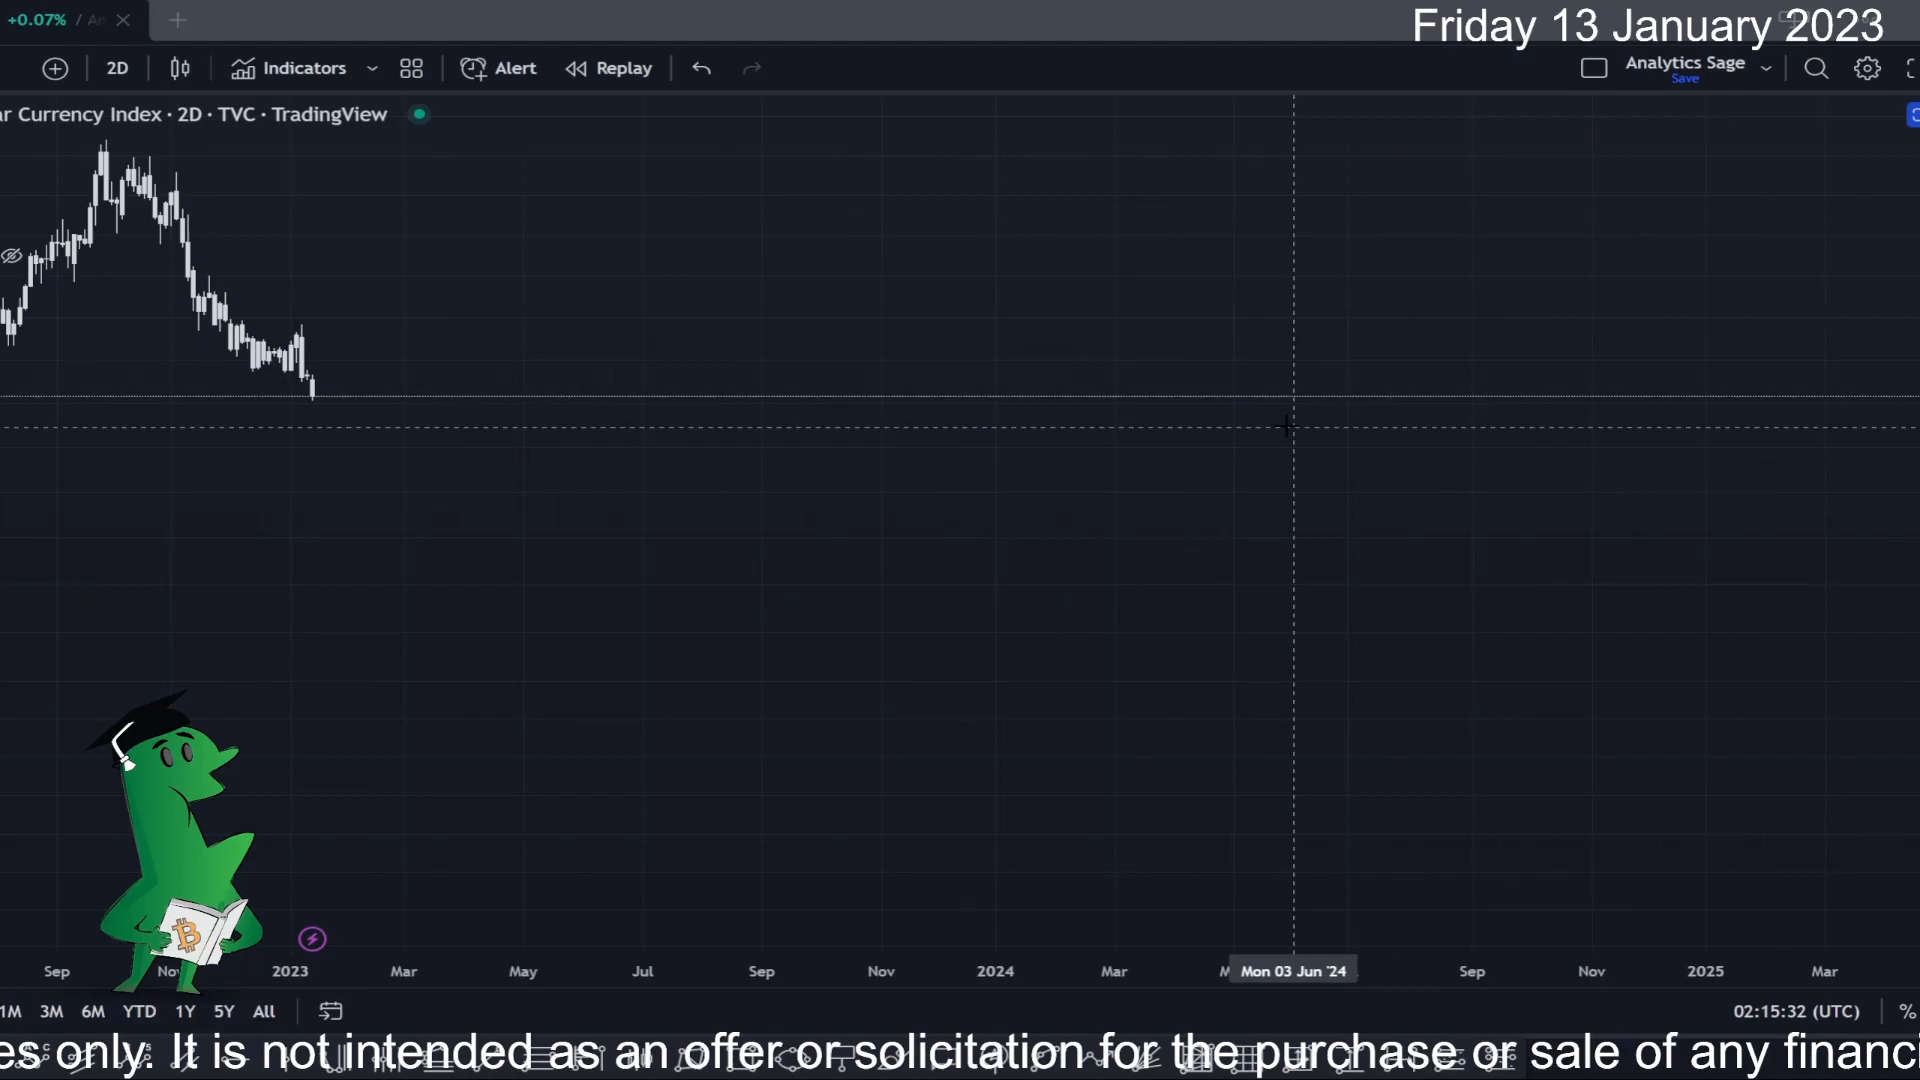 +0.07% / An
Friday 13 January 2023
2D
Indicators
Alert
Replay
Analytics Sage
Save
ar Currency Index · 2D · TVC · TradingView
Sep
Nov
2023
Mar
May
Jul
Sep
Nov
2024
Mar
M
Mon 03 Jun '24
Sep
Nov
2025
Mar
1M 3M 6M YTD 1Y 5Y All
02:15:32 (UTC)
%
es only. It is not intended as an offer or solicitation for the purchase or sale of any financi